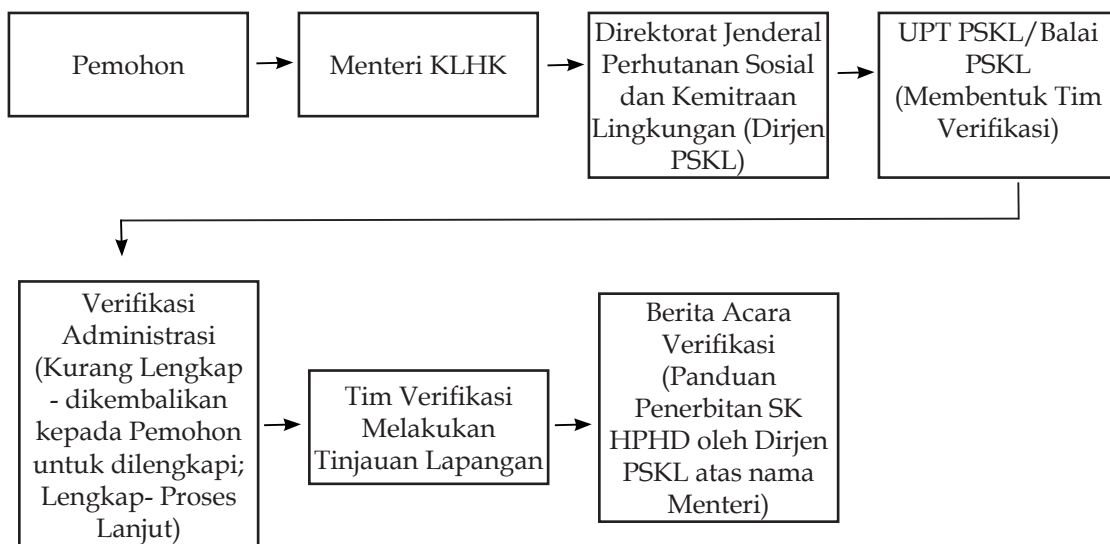 Pemohon
Menteri KLHK
Direktorat Jenderal
Perhutanan Sosial
dan Kemitraan
Lingkungan (Dirjen
PSKL)
UPT PSKL/Balai
PSKL
(Membentuk Tim
Verifikasi)
Verifikasi
Administrasi
(Kurang Lengkap
- dikembalikan
kepada Pemohon
untuk dilengkapi;
Lengkap- Proses
Lanjut)
Tim Verifikasi
Melakukan
Tinjauan Lapangan
Berita Acara
Verifikasi
(Panduan
Penerbitan SK
HPHD oleh Dirjen
PSKL atas nama
Menteri)